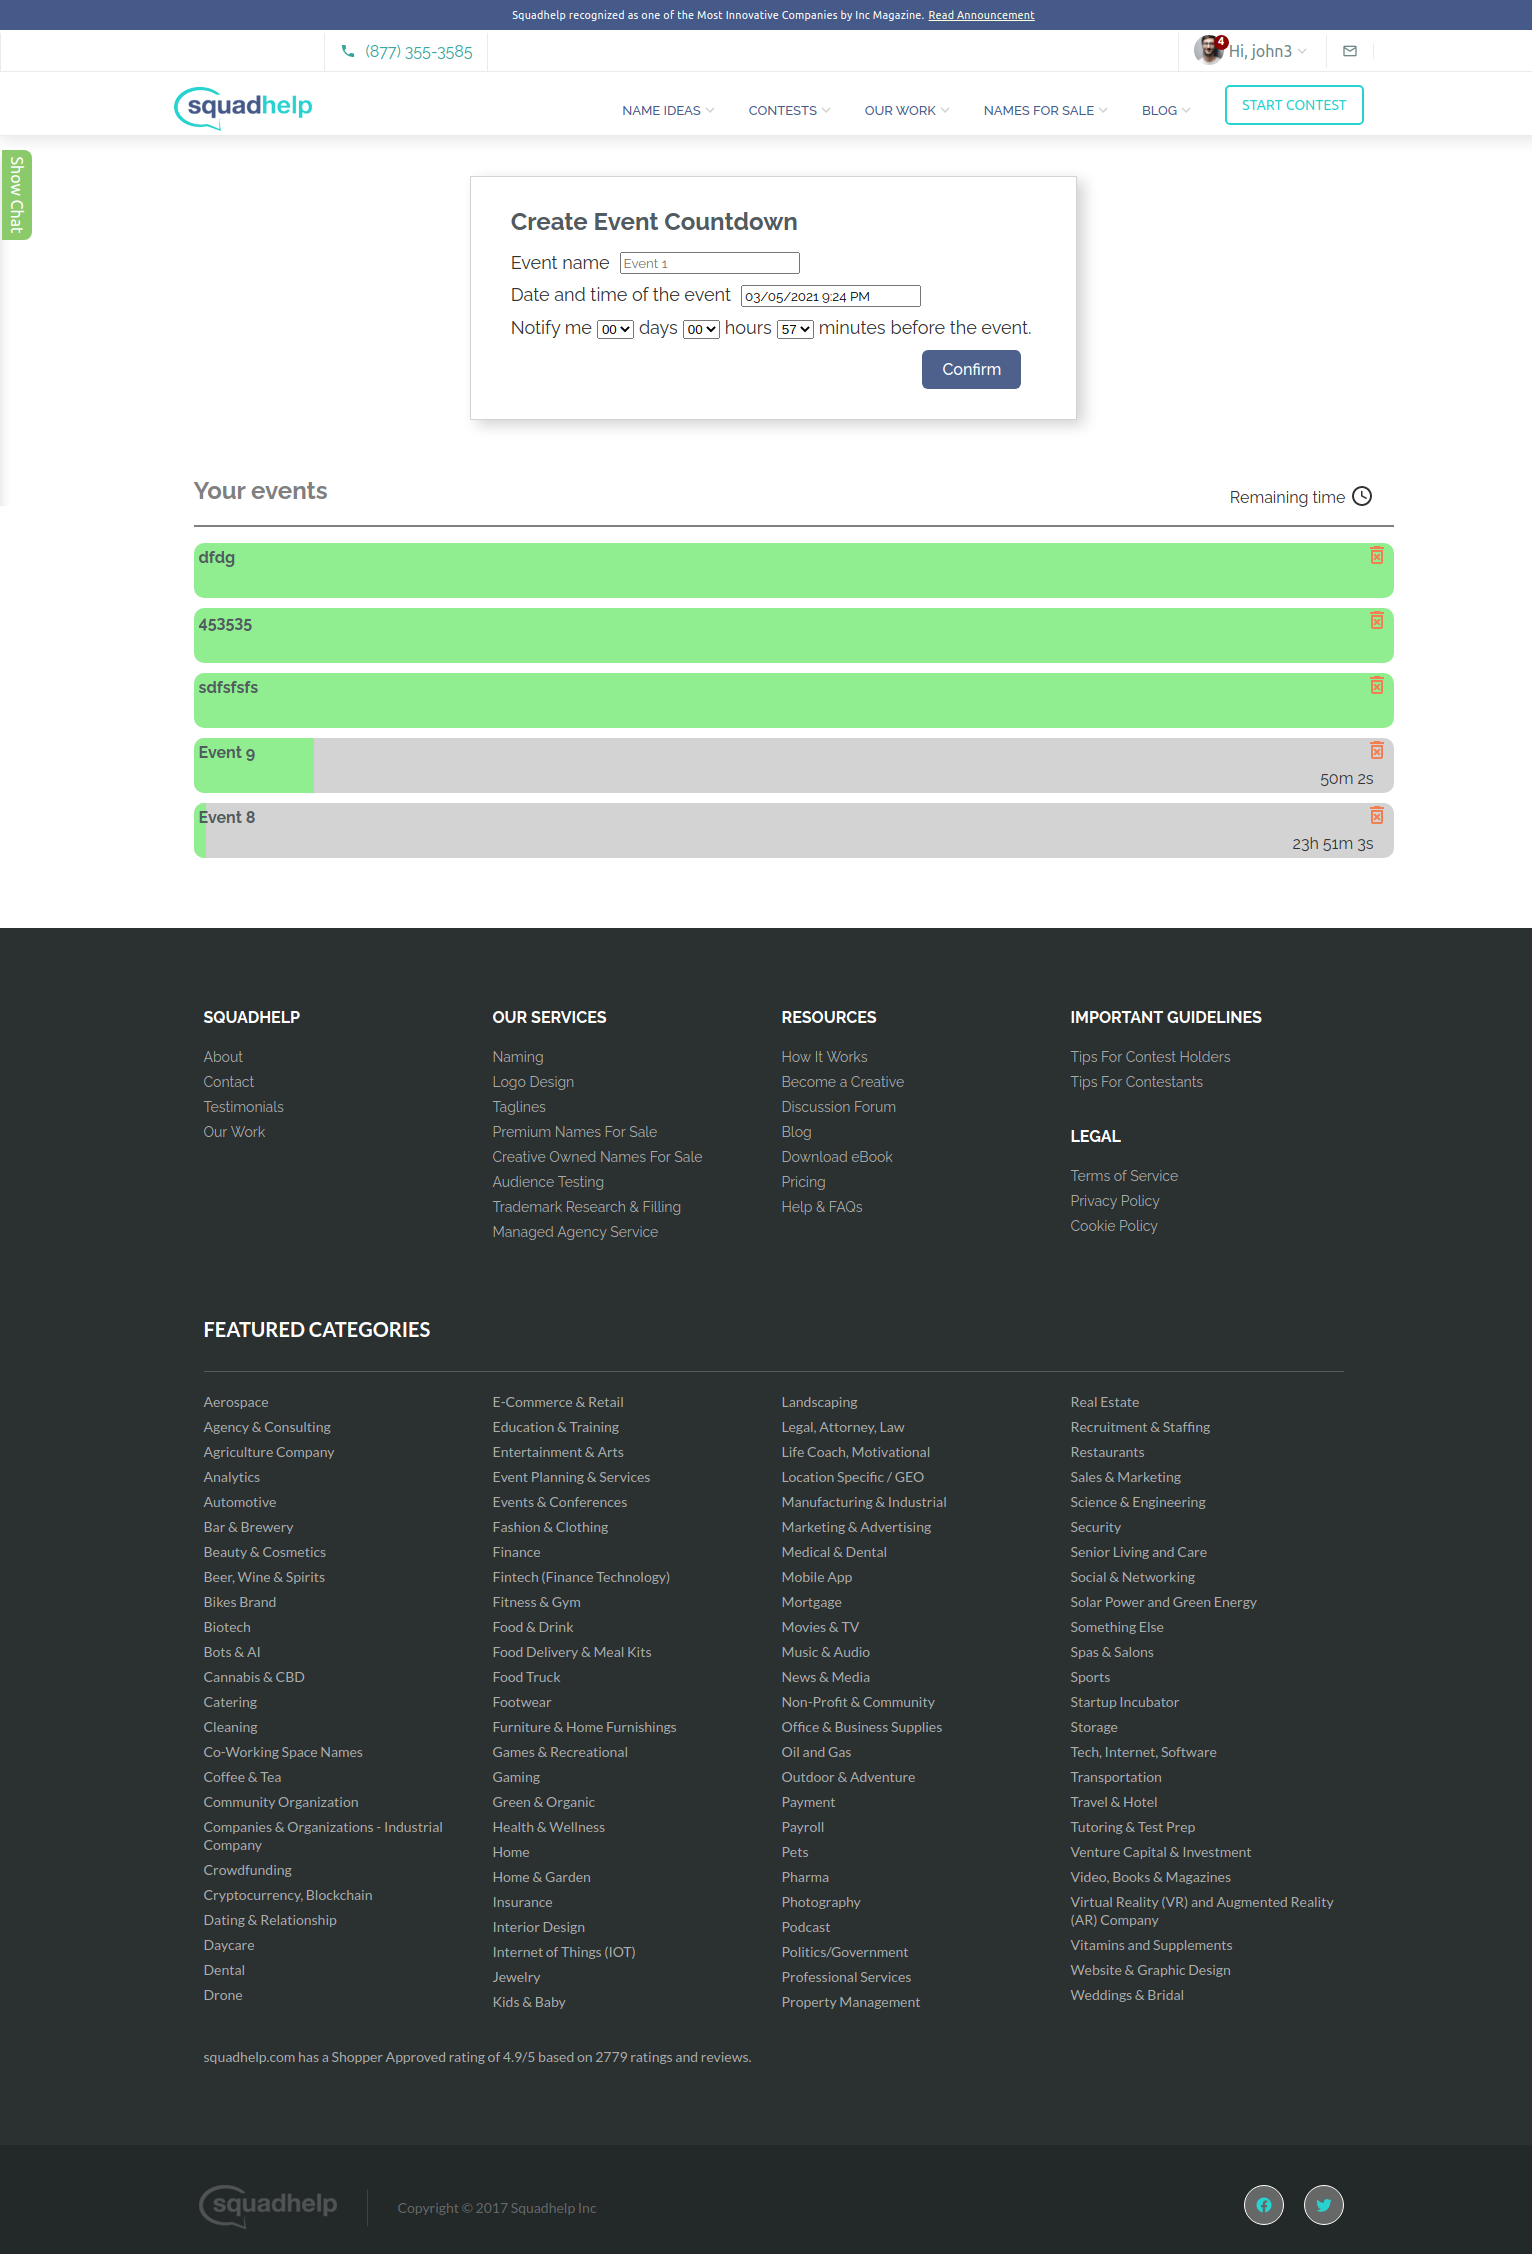 Squadhelp recognized as one of the Most Innovative Companies by Inc Magazine. Read Announcement
(877) 355-3585
4
Hi, john3
squadhelp
NAME IDEAS
CONTESTS
OUR WORK
NAMES FOR SALE
BLOG
START CONTEST
Show Chat
Create Event Countdown
Event name Event 1
Date and time of the event 03/05/2021 9:24 PM
Notify me 00 days 00 hours 57 minutes before the event.
Confirm
Your events
Remaining time
dfdg
453535
sdfsfsfs
Event 9
50m 2s
Event 8
23h 51m 3s
SQUADHELP
About
Contact
Testimonials
Our Work
OUR SERVICES
Naming
Logo Design
Taglines
Premium Names For Sale
Creative Owned Names For Sale
Audience Testing
Trademark Research & Filling
Managed Agency Service
RESOURCES
How It Works
Become a Creative
Discussion Forum
Blog
Download eBook
Pricing
Help & FAQs
IMPORTANT GUIDELINES
Tips For Contest Holders
Tips For Contestants
LEGAL
Terms of Service
Privacy Policy
Cookie Policy
FEATURED CATEGORIES
Aerospace
Agency & Consulting
Agriculture Company
Analytics
Automotive
Bar & Brewery
Beauty & Cosmetics
Beer, Wine & Spirits
Bikes Brand
Biotech
Bots & AI
Cannabis & CBD
Catering
Cleaning
Co-Working Space Names
Coffee & Tea
Community Organization
Companies & Organizations - Industrial
Company
Crowdfunding
Cryptocurrency, Blockchain
Dating & Relationship
Daycare
Dental
Drone
E-Commerce & Retail
Education & Training
Entertainment & Arts
Event Planning & Services
Events & Conferences
Fashion & Clothing
Finance
Fintech (Finance Technology)
Fitness & Gym
Food & Drink
Food Delivery & Meal Kits
Food Truck
Footwear
Furniture & Home Furnishings
Games & Recreational
Gaming
Green & Organic
Health & Wellness
Home
Home & Garden
Insurance
Interior Design
Internet of Things (IOT)
Jewelry
Kids & Baby
Landscaping
Legal, Attorney, Law
Life Coach, Motivational
Location Specific / GEO
Manufacturing & Industrial
Marketing & Advertising
Medical & Dental
Mobile App
Mortgage
Movies & TV
Music & Audio
News & Media
Non-Profit & Community
Office & Business Supplies
Oil and Gas
Outdoor & Adventure
Payment
Payroll
Pets
Pharma
Photography
Podcast
Politics/Government
Professional Services
Property Management
Real Estate
Recruitment & Staffing
Restaurants
Sales & Marketing
Science & Engineering
Security
Senior Living and Care
Social & Networking
Solar Power and Green Energy
Something Else
Spas & Salons
Sports
Startup Incubator
Storage
Tech, Internet, Software
Transportation
Travel & Hotel
Tutoring & Test Prep
Venture Capital & Investment
Video, Books & Magazines
Virtual Reality (VR) and Augmented Reality
(AR) Company
Vitamins and Supplements
Website & Graphic Design
Weddings & Bridal
squadhelp.com has a Shopper Approved rating of 4.9/5 based on 2779 ratings and reviews.
squadhelp
Copyright © 2017 Squadhelp Inc